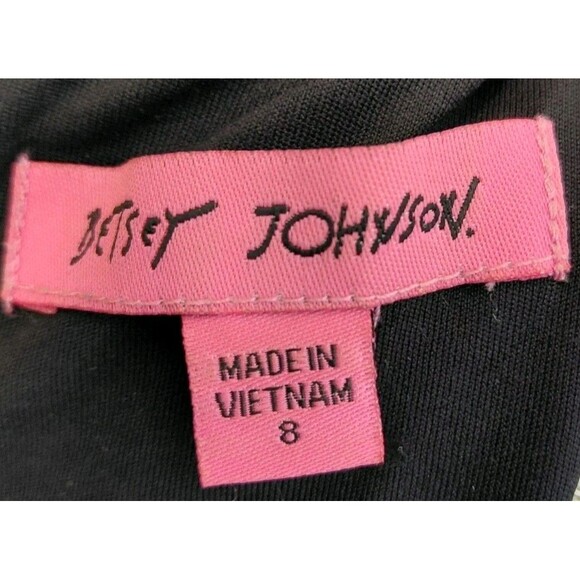 BETSEY JOHNSON.
MADE IN
VIETNAM
8